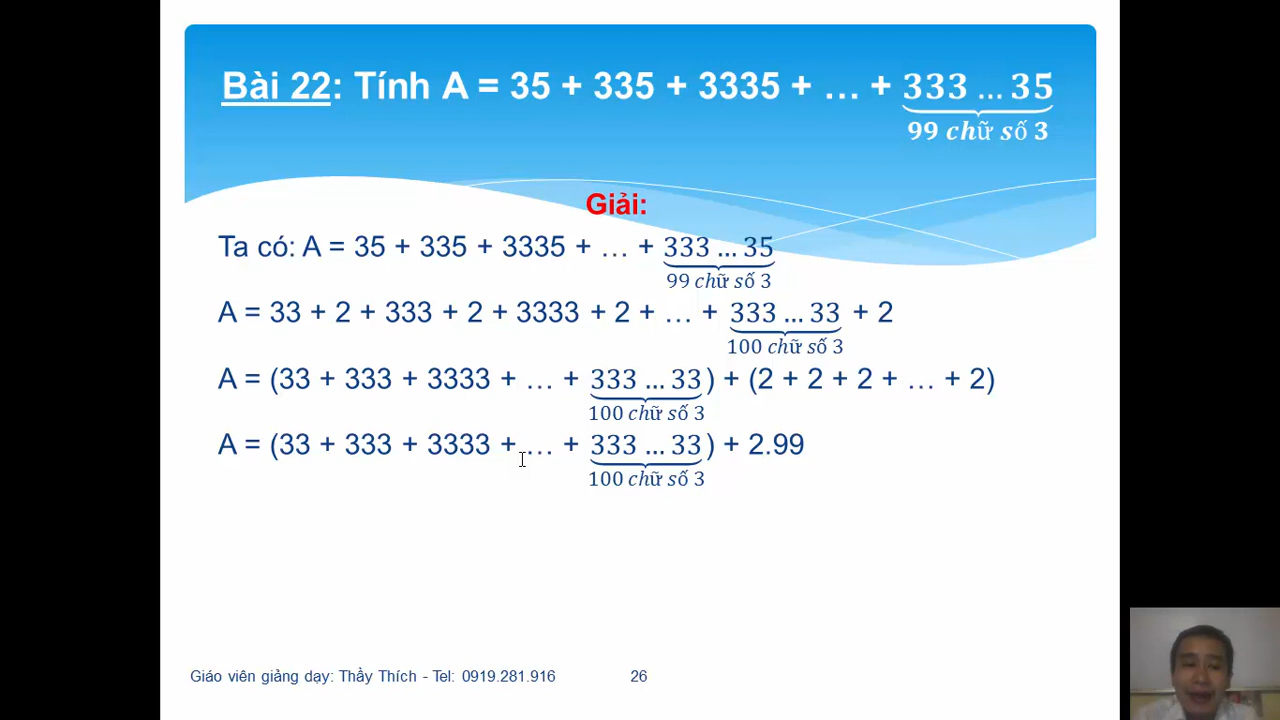 Bài 22: Tính A = 35 + 335 + 3335 + … + 333 … 35
99 chữ số 3
Giải:
Ta có: A = 35 + 335 + 3335 + … + 333 … 35
99 chữ số 3
A = 33 + 2 + 333 + 2 + 3333 + 2 + … + 333 … 33 + 2
100 chữ số 3
A = (33 + 333 + 3333 + … + 333 … 33 ) + (2 + 2 + 2 + … + 2)
100 chữ số 3
A = (33 + 333 + 3333 + … + 333 … 33 ) + 2.99
100 chữ số 3
Giáo viên giảng dạy: Thầy Thích - Tel: 0919.281.916 26